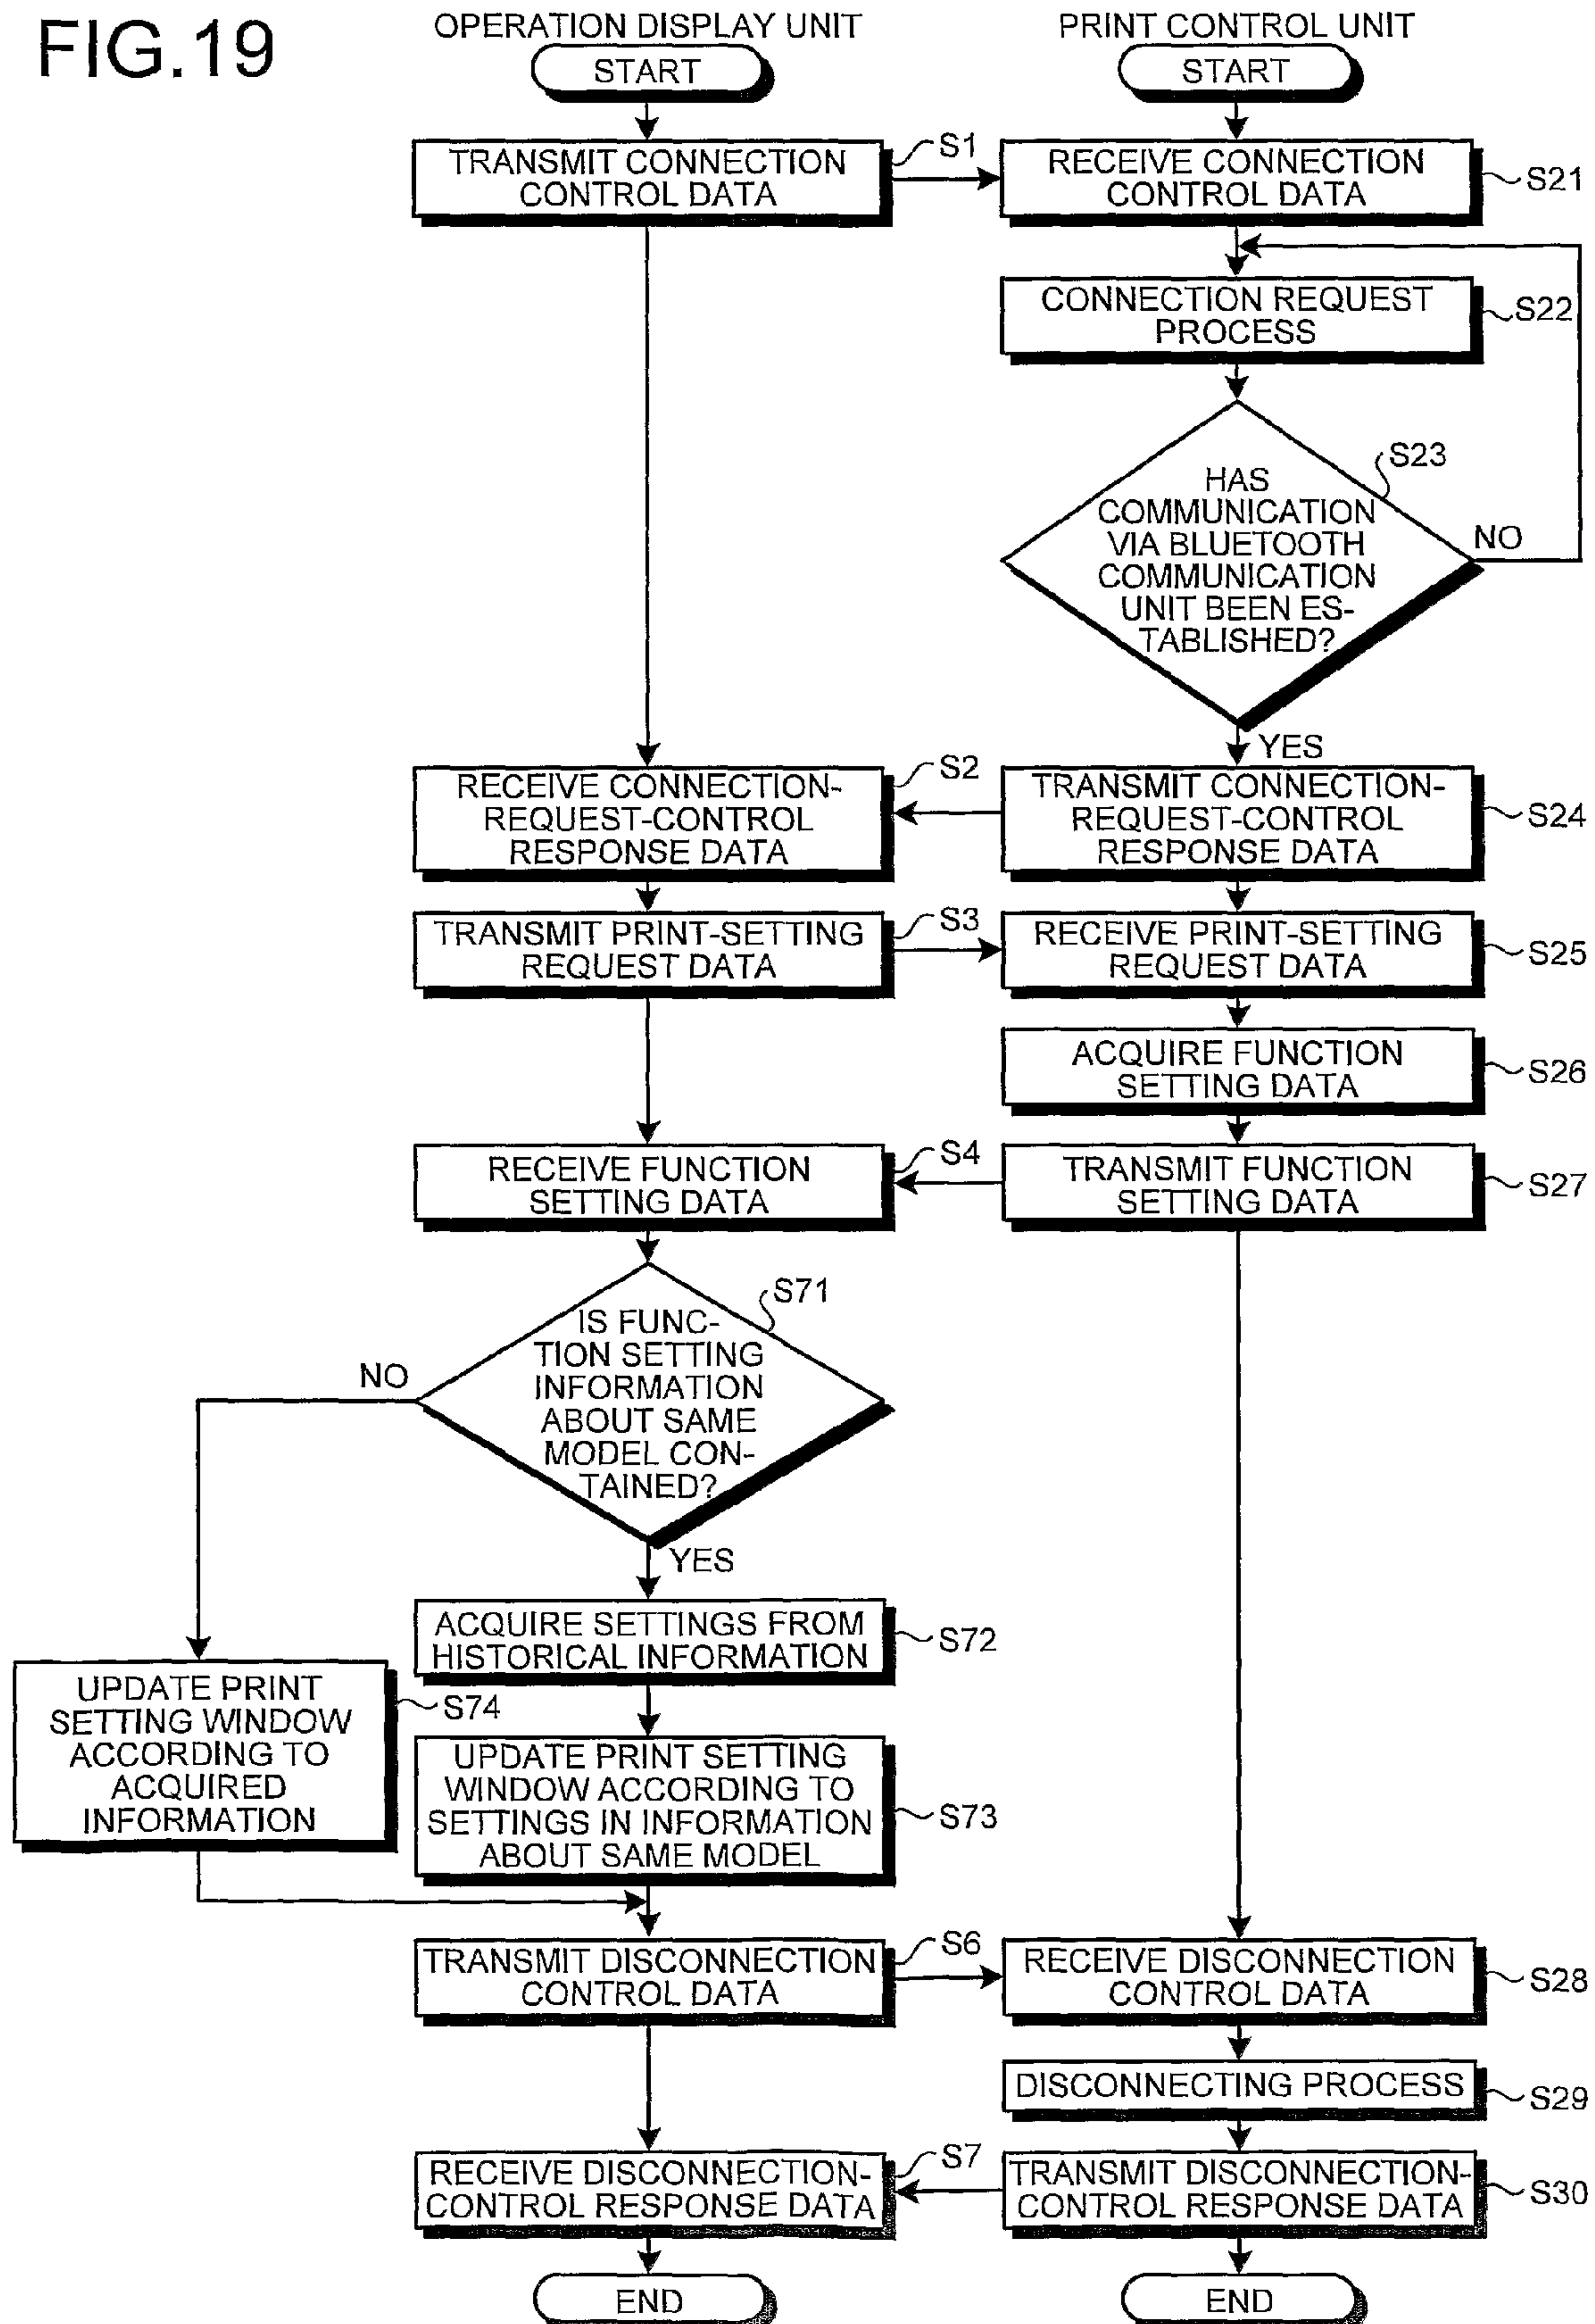 FIG.19
OPERATION DISPLAY UNIT
PRINT CONTROL UNIT
START
START
TRANSMIT CONNECTION
CONTROL DATA
S1
RECEIVE CONNECTION
CONTROL DATA
S21
CONNECTION REQUEST
PROCESS
S22
HAS
COMMUNICATION
VIA BLUETOOTH
COMMUNICATION
UNIT BEEN ES-
TABLISHED?
S23
NO
YES
RECEIVE CONNECTION-
REQUEST-CONTROL
RESPONSE DATA
S2
TRANSMIT CONNECTION-
REQUEST-CONTROL
RESPONSE DATA
S24
TRANSMIT PRINT-SETTING
REQUEST DATA
S3
RECEIVE PRINT-SETTING
REQUEST DATA
S25
ACQUIRE FUNCTION
SETTING DATA
S26
RECEIVE FUNCTION
SETTING DATA
S4
TRANSMIT FUNCTION
SETTING DATA
S27
IS FUNC-
TION SETTING
INFORMATION
ABOUT SAME
MODEL CON-
TAINED?
S71
NO
YES
ACQUIRE SETTINGS FROM
HISTORICAL INFORMATION
S72
UPDATE PRINT
SETTING WINDOW
ACCORDING TO
ACQUIRED
INFORMATION
S74
UPDATE PRINT SETTING
WINDOW ACCORDING TO
SETTINGS IN INFORMATION
ABOUT SAME MODEL
S73
TRANSMIT DISCONNECTION
CONTROL DATA
S6
RECEIVE DISCONNECTION
CONTROL DATA
S28
DISCONNECTING PROCESS
S29
RECEIVE DISCONNECTION-
CONTROL RESPONSE DATA
S7
TRANSMIT DISCONNECTION-
CONTROL RESPONSE DATA
S30
END
END